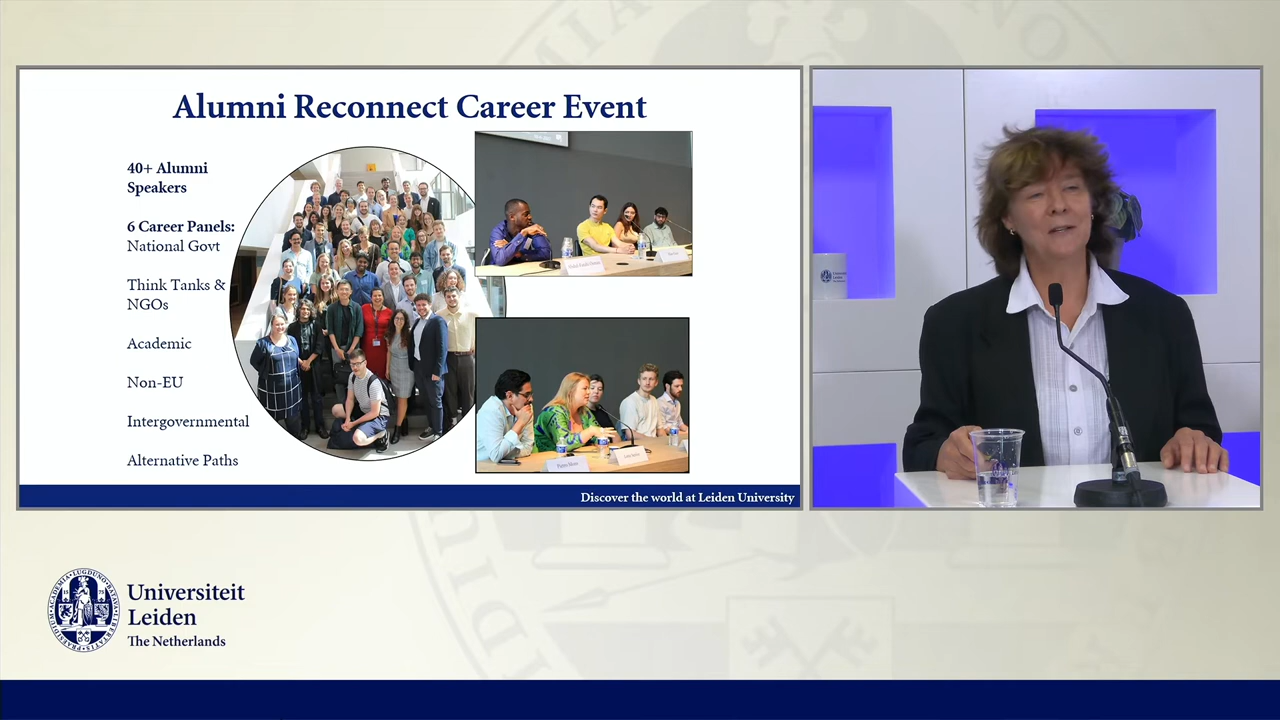 Alumni Reconnect Career Event
40+ Alumni
Speakers
6 Career Panels:
National Govt
Think Tanks &
NGOs
Academic
Non-EU
Intergovernmental
Alternative Paths
Discover the world at Leiden University
Universiteit
Leiden
The Netherlands